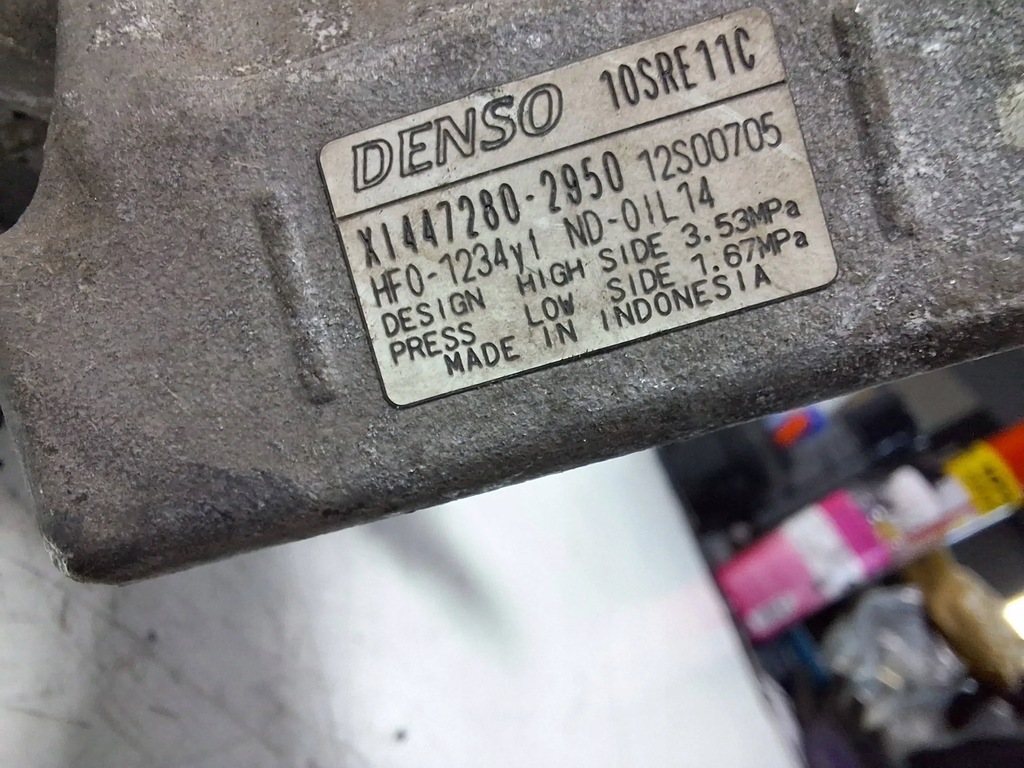 DENSO 10SRE11C
X1447280-2950 12S00705
HFO-1234yf ND-OIL14
DESIGN HIGH SIDE 3.53MPa
PRESS LOW SIDE 1.67MPa
MADE IN INDONESIA